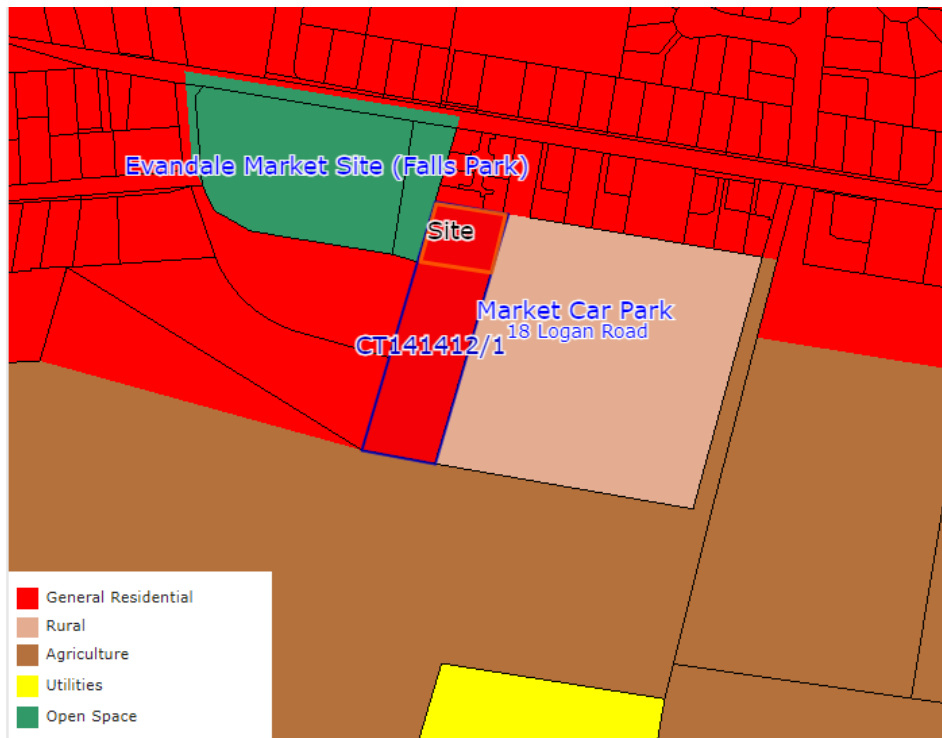 Evandale Market Site (Falls Park)
Site
Market Car Park
18 Logan Road
CT141412/1
General Residential
Rural
Agriculture
Utilities
Open Space